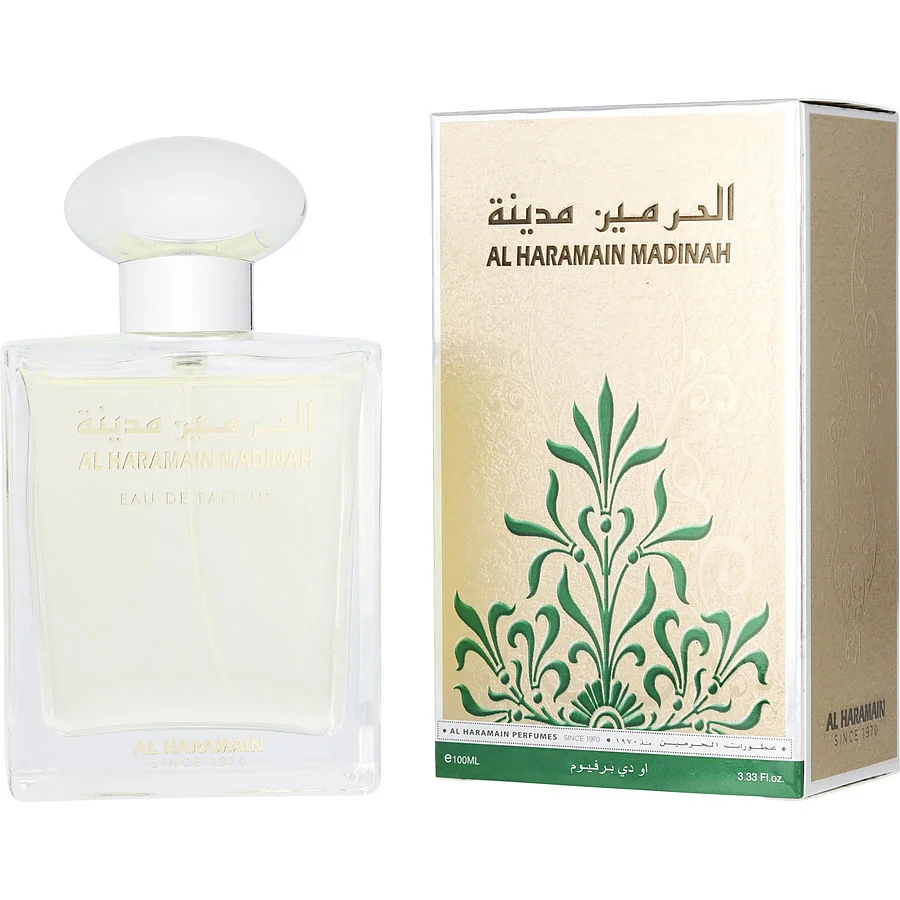 الحرمين مدينة
AL HARAMAIN MADINAH
EAU DE PARFUM
AL HARAMAIN
SINCE 1970
الحرمين مدينة
AL HARAMAIN MADINAH
• AL HARAMAIN PERFUMES SINCE 1970 • عطورات الحرمين منذ ١٩٧٠ •
e100ML او دي برفيوم 3.33 Fl.oz.
AL HARAMAIN
SINCE 1970